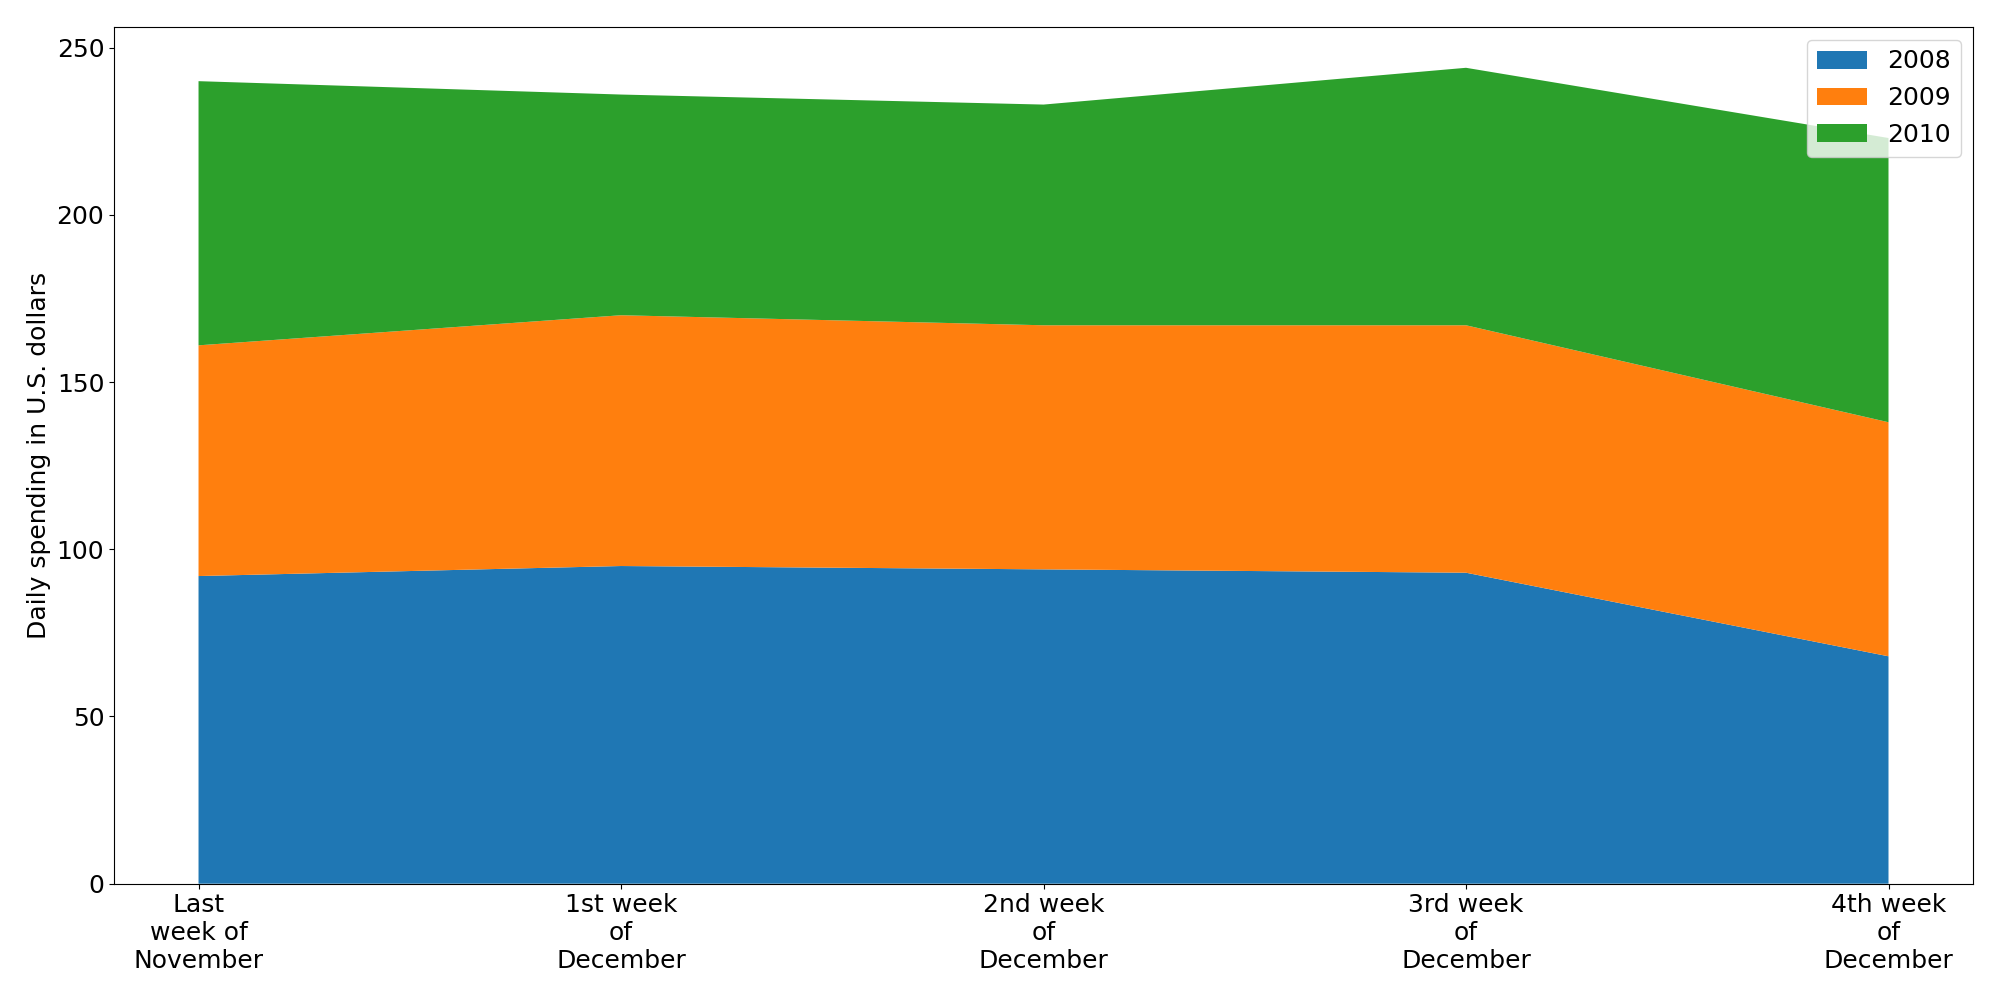 Daily spending in U.S. dollars
250
200
150
100
50
0
2008
2009
2010
Last
week of
November
1st week
of
December
2nd week
of
December
3rd week
of
December
4th week
of
December